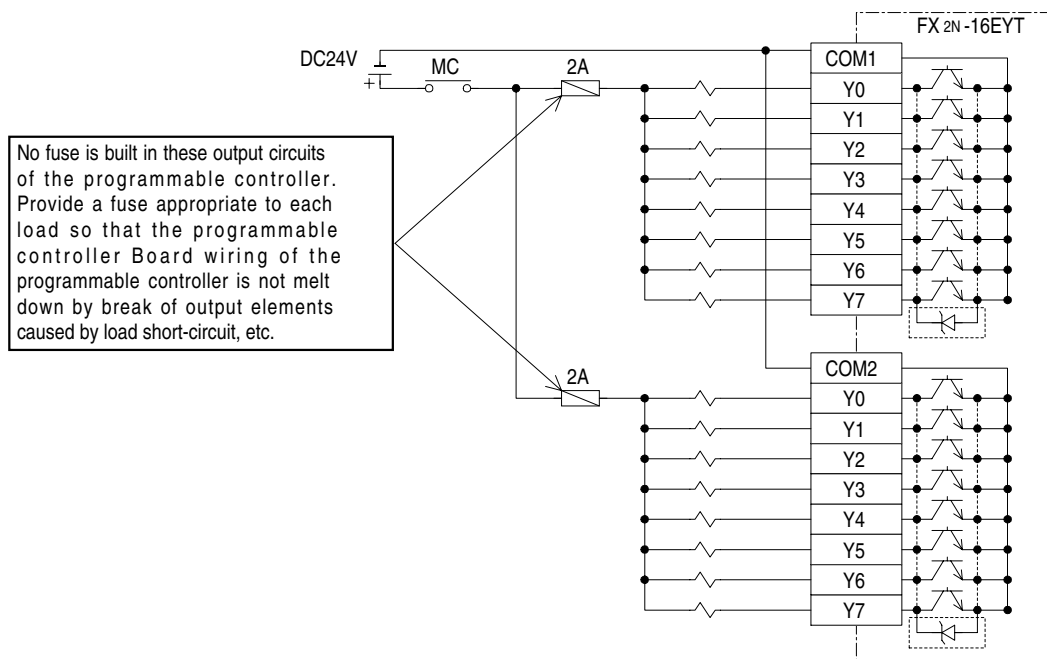 FX 2N -16EYT
DC24V
+
MC
2A
COM1
Y0
Y1
Y2
Y3
Y4
Y5
Y6
Y7
No fuse is built in these output circuits
of the programmable controller.
Provide a fuse appropriate to each
load so that the programmable
controller Board wiring of the
programmable controller is not melt
down by break of output elements
caused by load short-circuit, etc.
2A
COM2
Y0
Y1
Y2
Y3
Y4
Y5
Y6
Y7